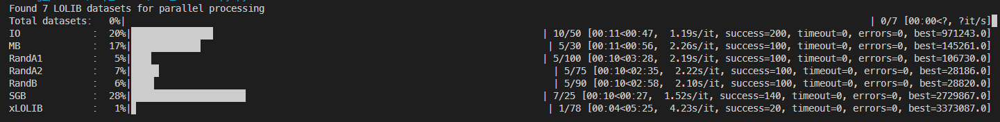 Found 7 LOLIB datasets for parallel processing
Total datasets:   0%|          | 0/7 [00:00<?, ?it/s]
IO             :  20%|          | 10/50 [00:11<00:47,  1.19s/it, success=200, timeout=0, errors=0, best=971243.0]
MB             :  17%|          | 5/30 [00:11<00:56,  2.26s/it, success=100, timeout=0, errors=0, best=145261.0]
RandA1         :   5%|          | 5/100 [00:10<03:28,  2.19s/it, success=100, timeout=0, errors=0, best=106730.0]
RandA2         :   7%|          | 5/75 [00:10<02:35,  2.22s/it, success=100, timeout=0, errors=0, best=28186.0]
RandB          :   6%|          | 5/90 [00:10<02:58,  2.10s/it, success=100, timeout=0, errors=0, best=28820.0]
SGB            :  28%|          | 7/25 [00:10<00:27,  1.52s/it, success=140, timeout=0, errors=0, best=2729867.0]
xLOLIB         :   1%|          | 1/78 [00:04<05:25,  4.23s/it, success=20, timeout=0, errors=0, best=3373087.0]